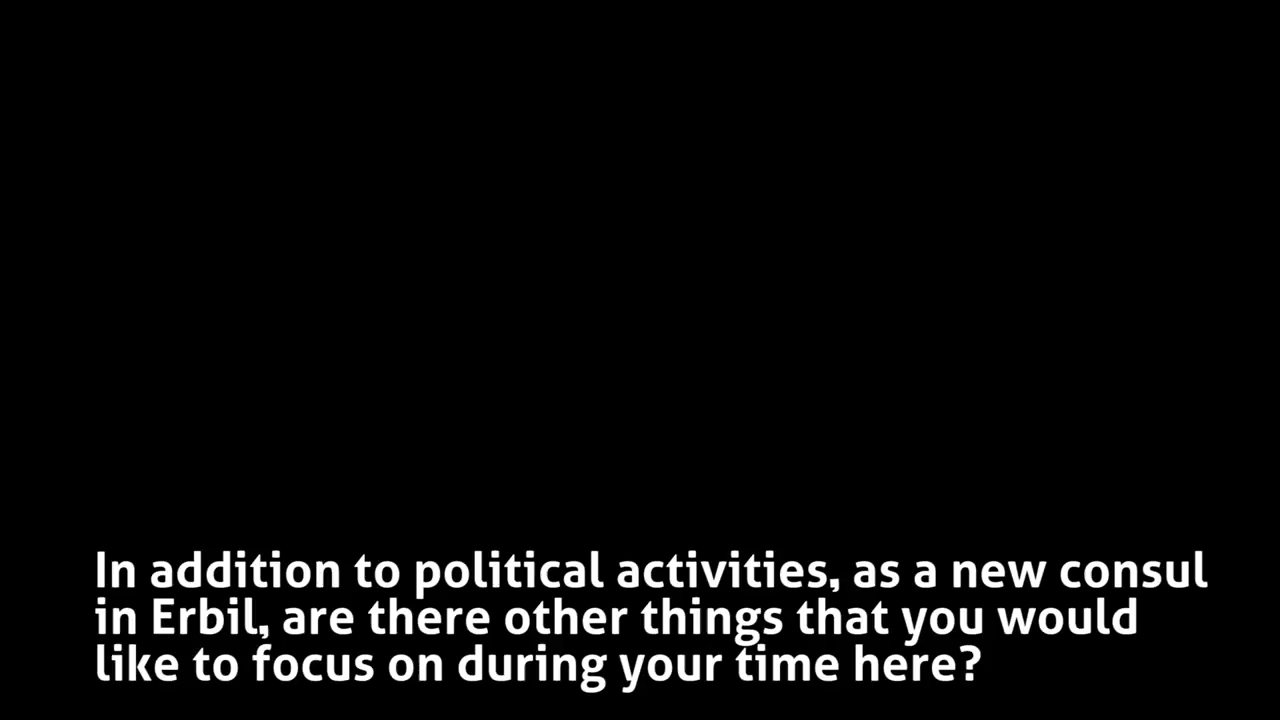 In addition to political activities, as a new consul
in Erbil, are there other things that you would
like to focus on during your time here?